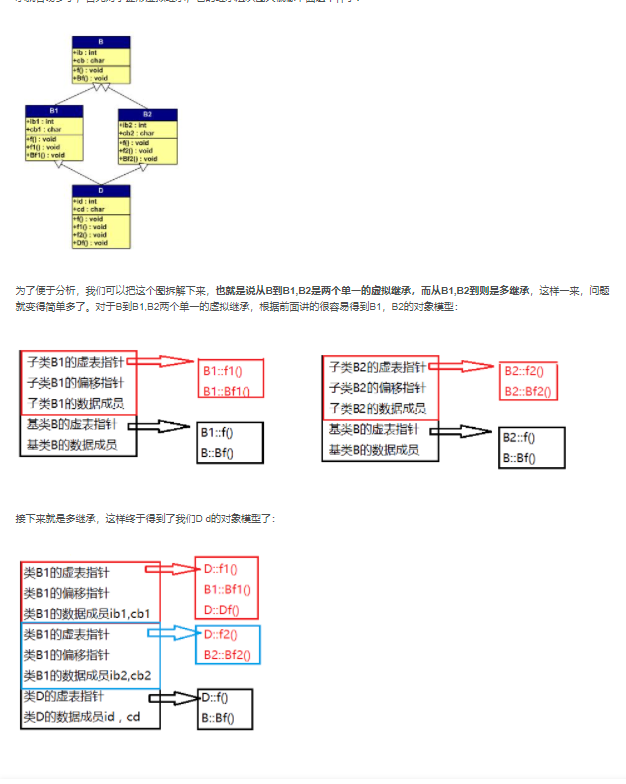 B
+ib : int
+cb : char
+f() : void
+Bf() : void
B1
+ib1 : int
+cb1 : char
+f() : void
+f1() : void
+Bf1() : void
B2
+ib2 : int
+cb2 : char
+f() : void
+f2() : void
+Bf2() : void
D
+id : int
+cd : char
+f() : void
+f1() : void
+f2() : void
+Df() : void
为了便于分析，我们可以把这个图拆解下来，也就是说从B到B1,B2是两个单一的虚拟继承，而从B1,B2到则是多继承，这样一来，问题
就变得简单多了。对于B到B1,B2两个单一的虚拟继承，根据前面讲的很容易得到B1，B2的对象模型：
子类B1的虚表指针
子类B1的偏移指针
子类B1的数据成员
基类B的虚表指针
基类B的数据成员
B1::f1()
B1::Bf1()
B1::f()
B::Bf()
子类B2的虚表指针
子类B2的偏移指针
子类B2的数据成员
基类B的虚表指针
基类B的数据成员
B2::f2()
B2::Bf2()
B2::f()
B::Bf()
接下来就是多继承，这样终于得到了我们D d的对象模型了：
类B1的虚表指针
类B1的偏移指针
类B1的数据成员ib1,cb1
类B1的虚表指针
类B1的偏移指针
类B1的数据成员ib2,cb2
类D的虚表指针
类D的数据成员id，cd
D::f1()
B1::Bf1()
D::Df()
D::f2()
B2::Bf2()
D::f()
B::Bf()